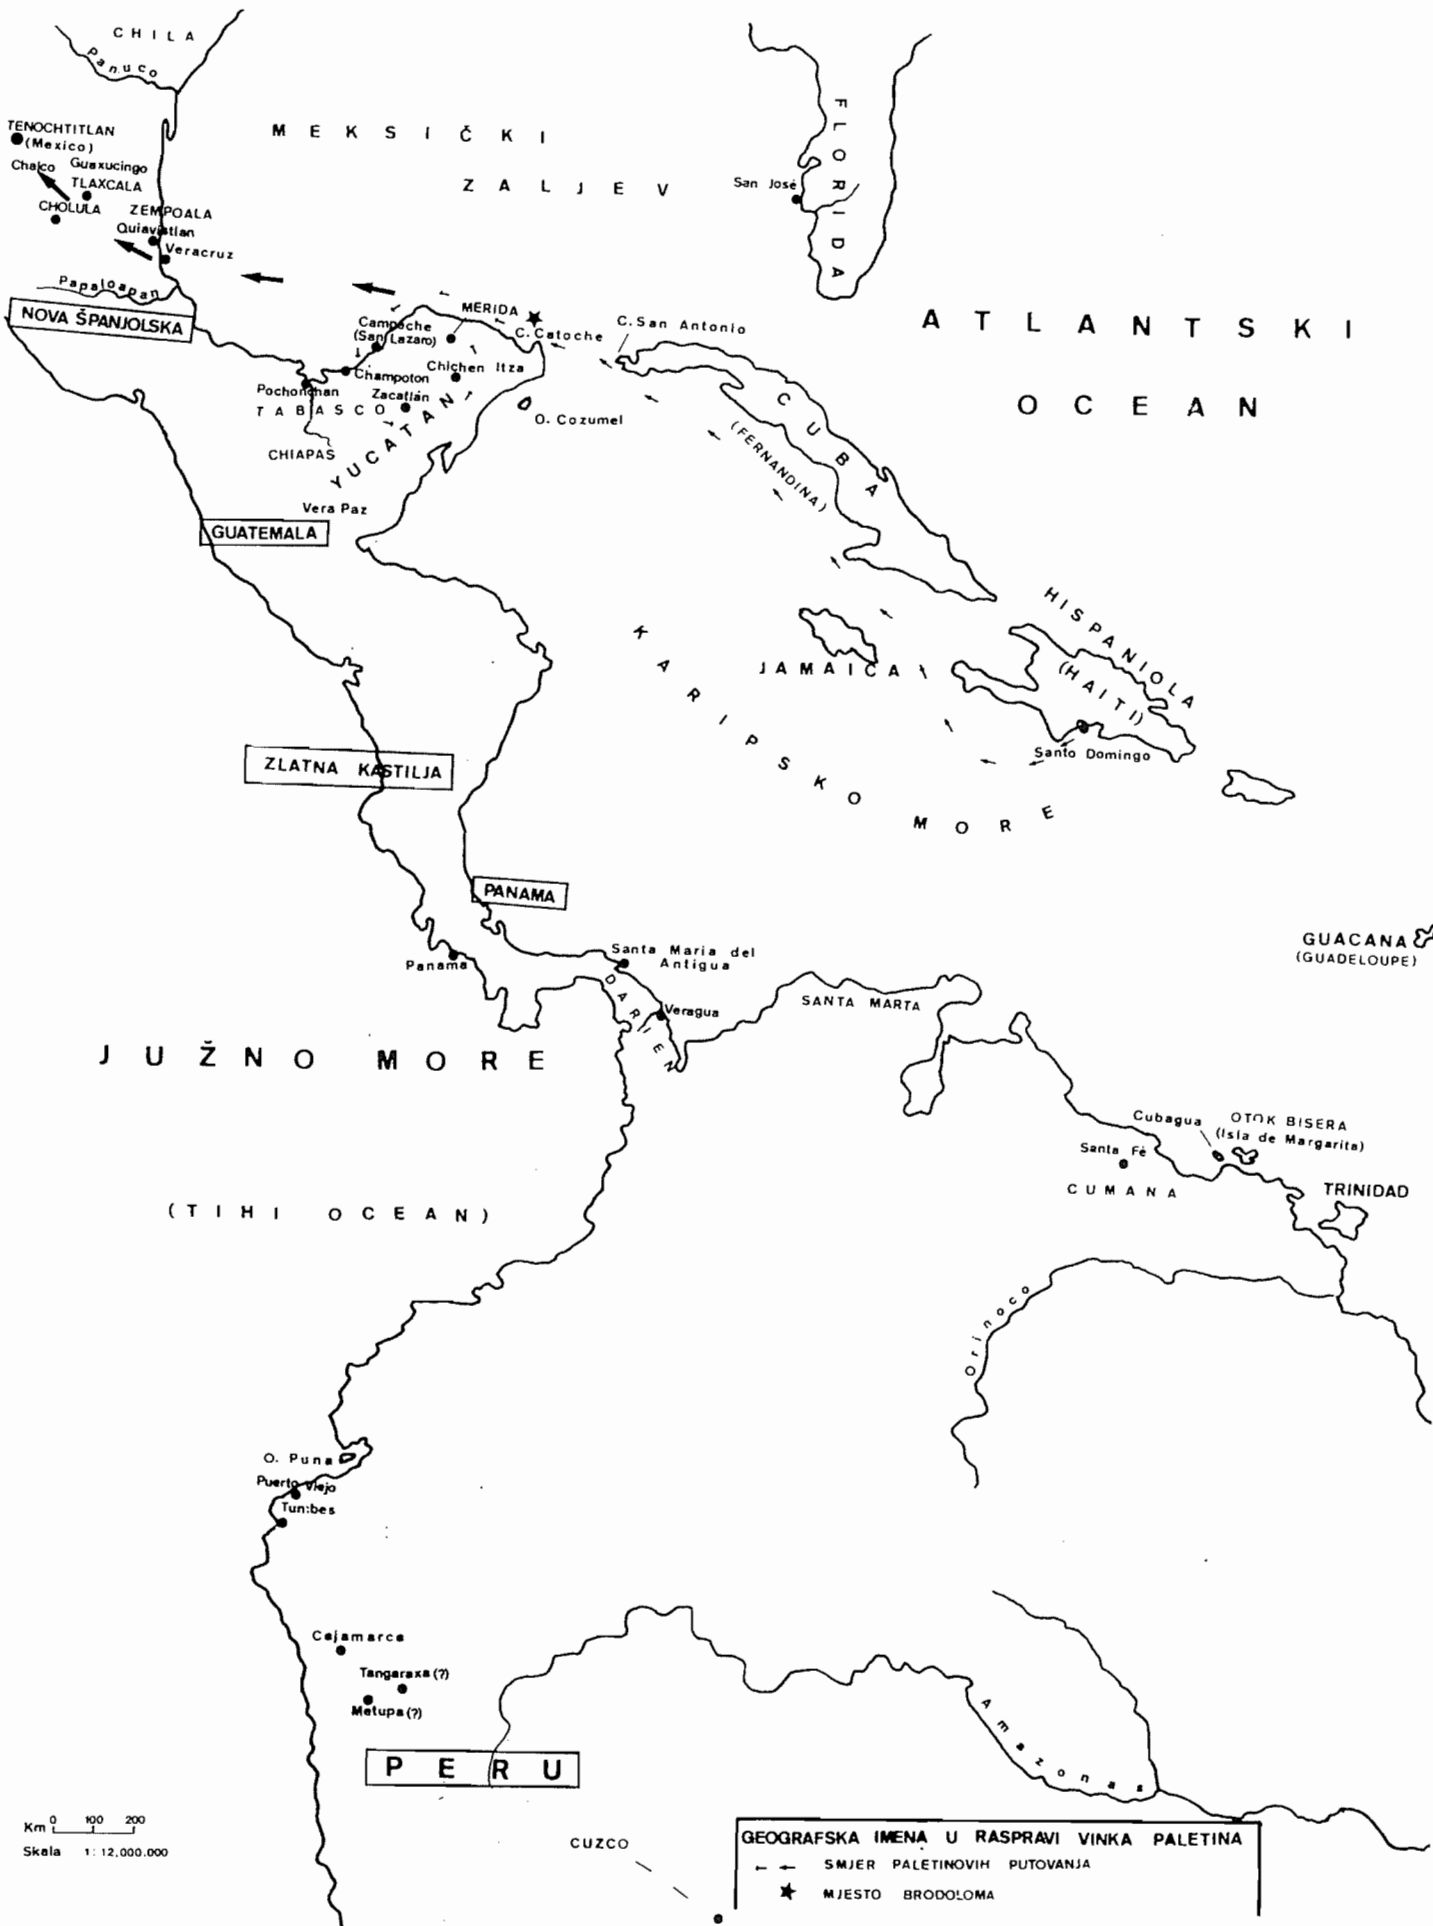 CHILA
Panuco
TENOCHTITLAN
(Mexico)
Chalco
Guaxucingo
TLAXCALA
CHOLULA
ZEMPOALA
Quiavistlan
Veracruz
Papaloapan
NOVA ŠPANJOLSKA
MEKSIČKI
ZALJEV
FLORIDA
San José
ATLANTSKI
OCEAN
MERIDA
C. Catoche
C. San Antonio
Campeche
(San Lazaro)
Chichen Itza
Champoton
Pochonchan
Zacatlan
TABASCO
CHIAPAS
YUCATAN
O. Cozumel
CUBA
(FERNANDINA)
Vera Paz
GUATEMALA
HISPANIOLA
(HAITI)
JAMAICA
Santo Domingo
KARIPSKO MORE
ZLATNA KASTILJA
PANAMA
Panama
Santa Maria del
Antigua
DARIEN
Veragua
SANTA MARTA
GUACANA
(GUADELOUPE)
JUŽNO MORE
(TIHI OCEAN)
Cubagua
OTOK BISERA
(Isla de Margarita)
Santa Fé
CUMANA
TRINIDAD
Orinoco
O. Puna
Puerto Viejo
Tumbes
Cajamarca
Tangaraxa (?)
Metupa (?)
PERU
Amazonas
CUZCO
Km 0 100 200
Skala 1: 12,000.000
GEOGRAFSKA IMENA U RASPRAVI VINKA PALETINA
SMJER PALETINOVIH PUTOVANJA
MJESTO BRODOLOMA